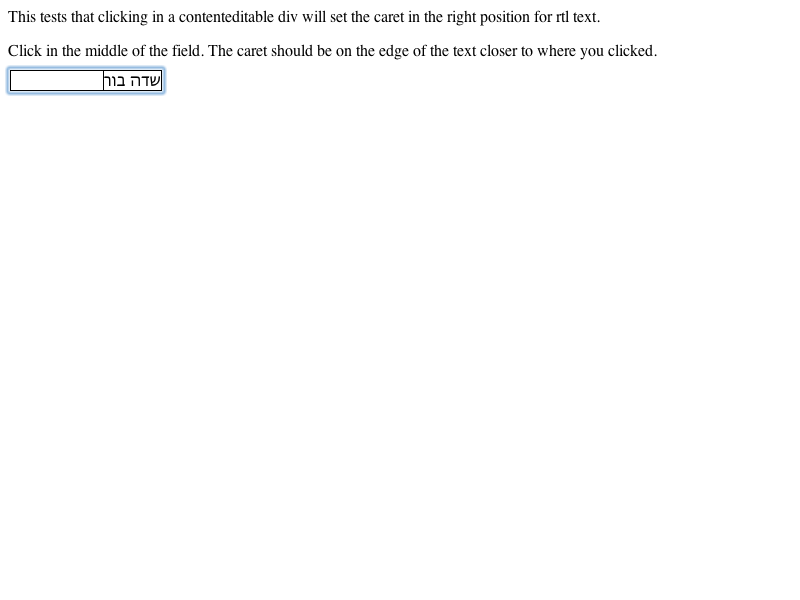 This tests that clicking in a contenteditable div will set the caret in the right position for rtl text.
Click in the middle of the field. The caret should be on the edge of the text closer to where you clicked.
שדה בור